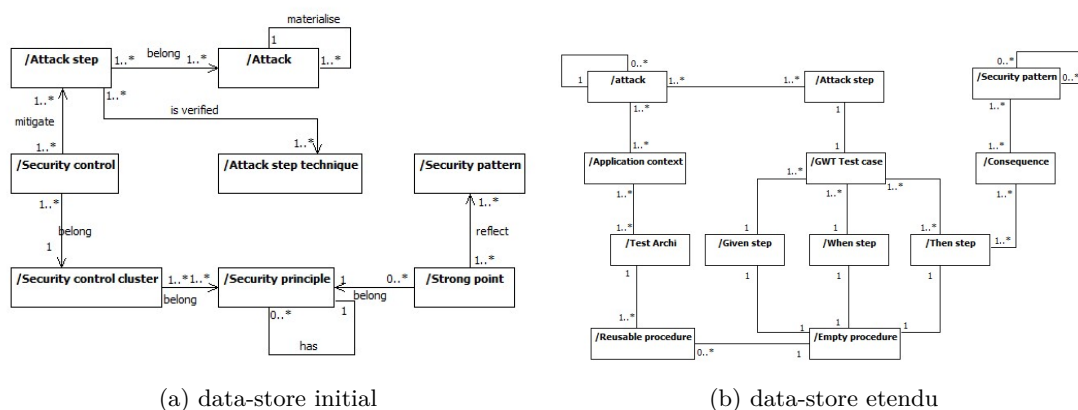 materialise
/Attack step
1..*
belong
1..*
/Attack
1
1..*
1..*
1..*
is verified
mitigate
1..*
1..*
/Security control
/Attack step technique
/Security pattern
1..*
1..*
belong
reflect
1
1..*
/Security control cluster
1..*
1..*
/Security principle
1
0..*
/Strong point
belong
belong
0..*
1
has
(a) data-store initial
0..*
1
/attack
1..*
1..*
/Attack step
0..*
/Security pattern
0..*
1..*
1
1..*
1..*
1
1..*
/Application context
/GWT Test case
/Consequence
1..*
1..*
1..*
1..*
1..*
1..*
1..*
1..*
/Test Archi
/Given step
/When step
/Then step
1..*
1
1
1
1
1..*
1
1
1
/Reusable procedure
0..*
1
/Empty procedure
(b) data-store etendu